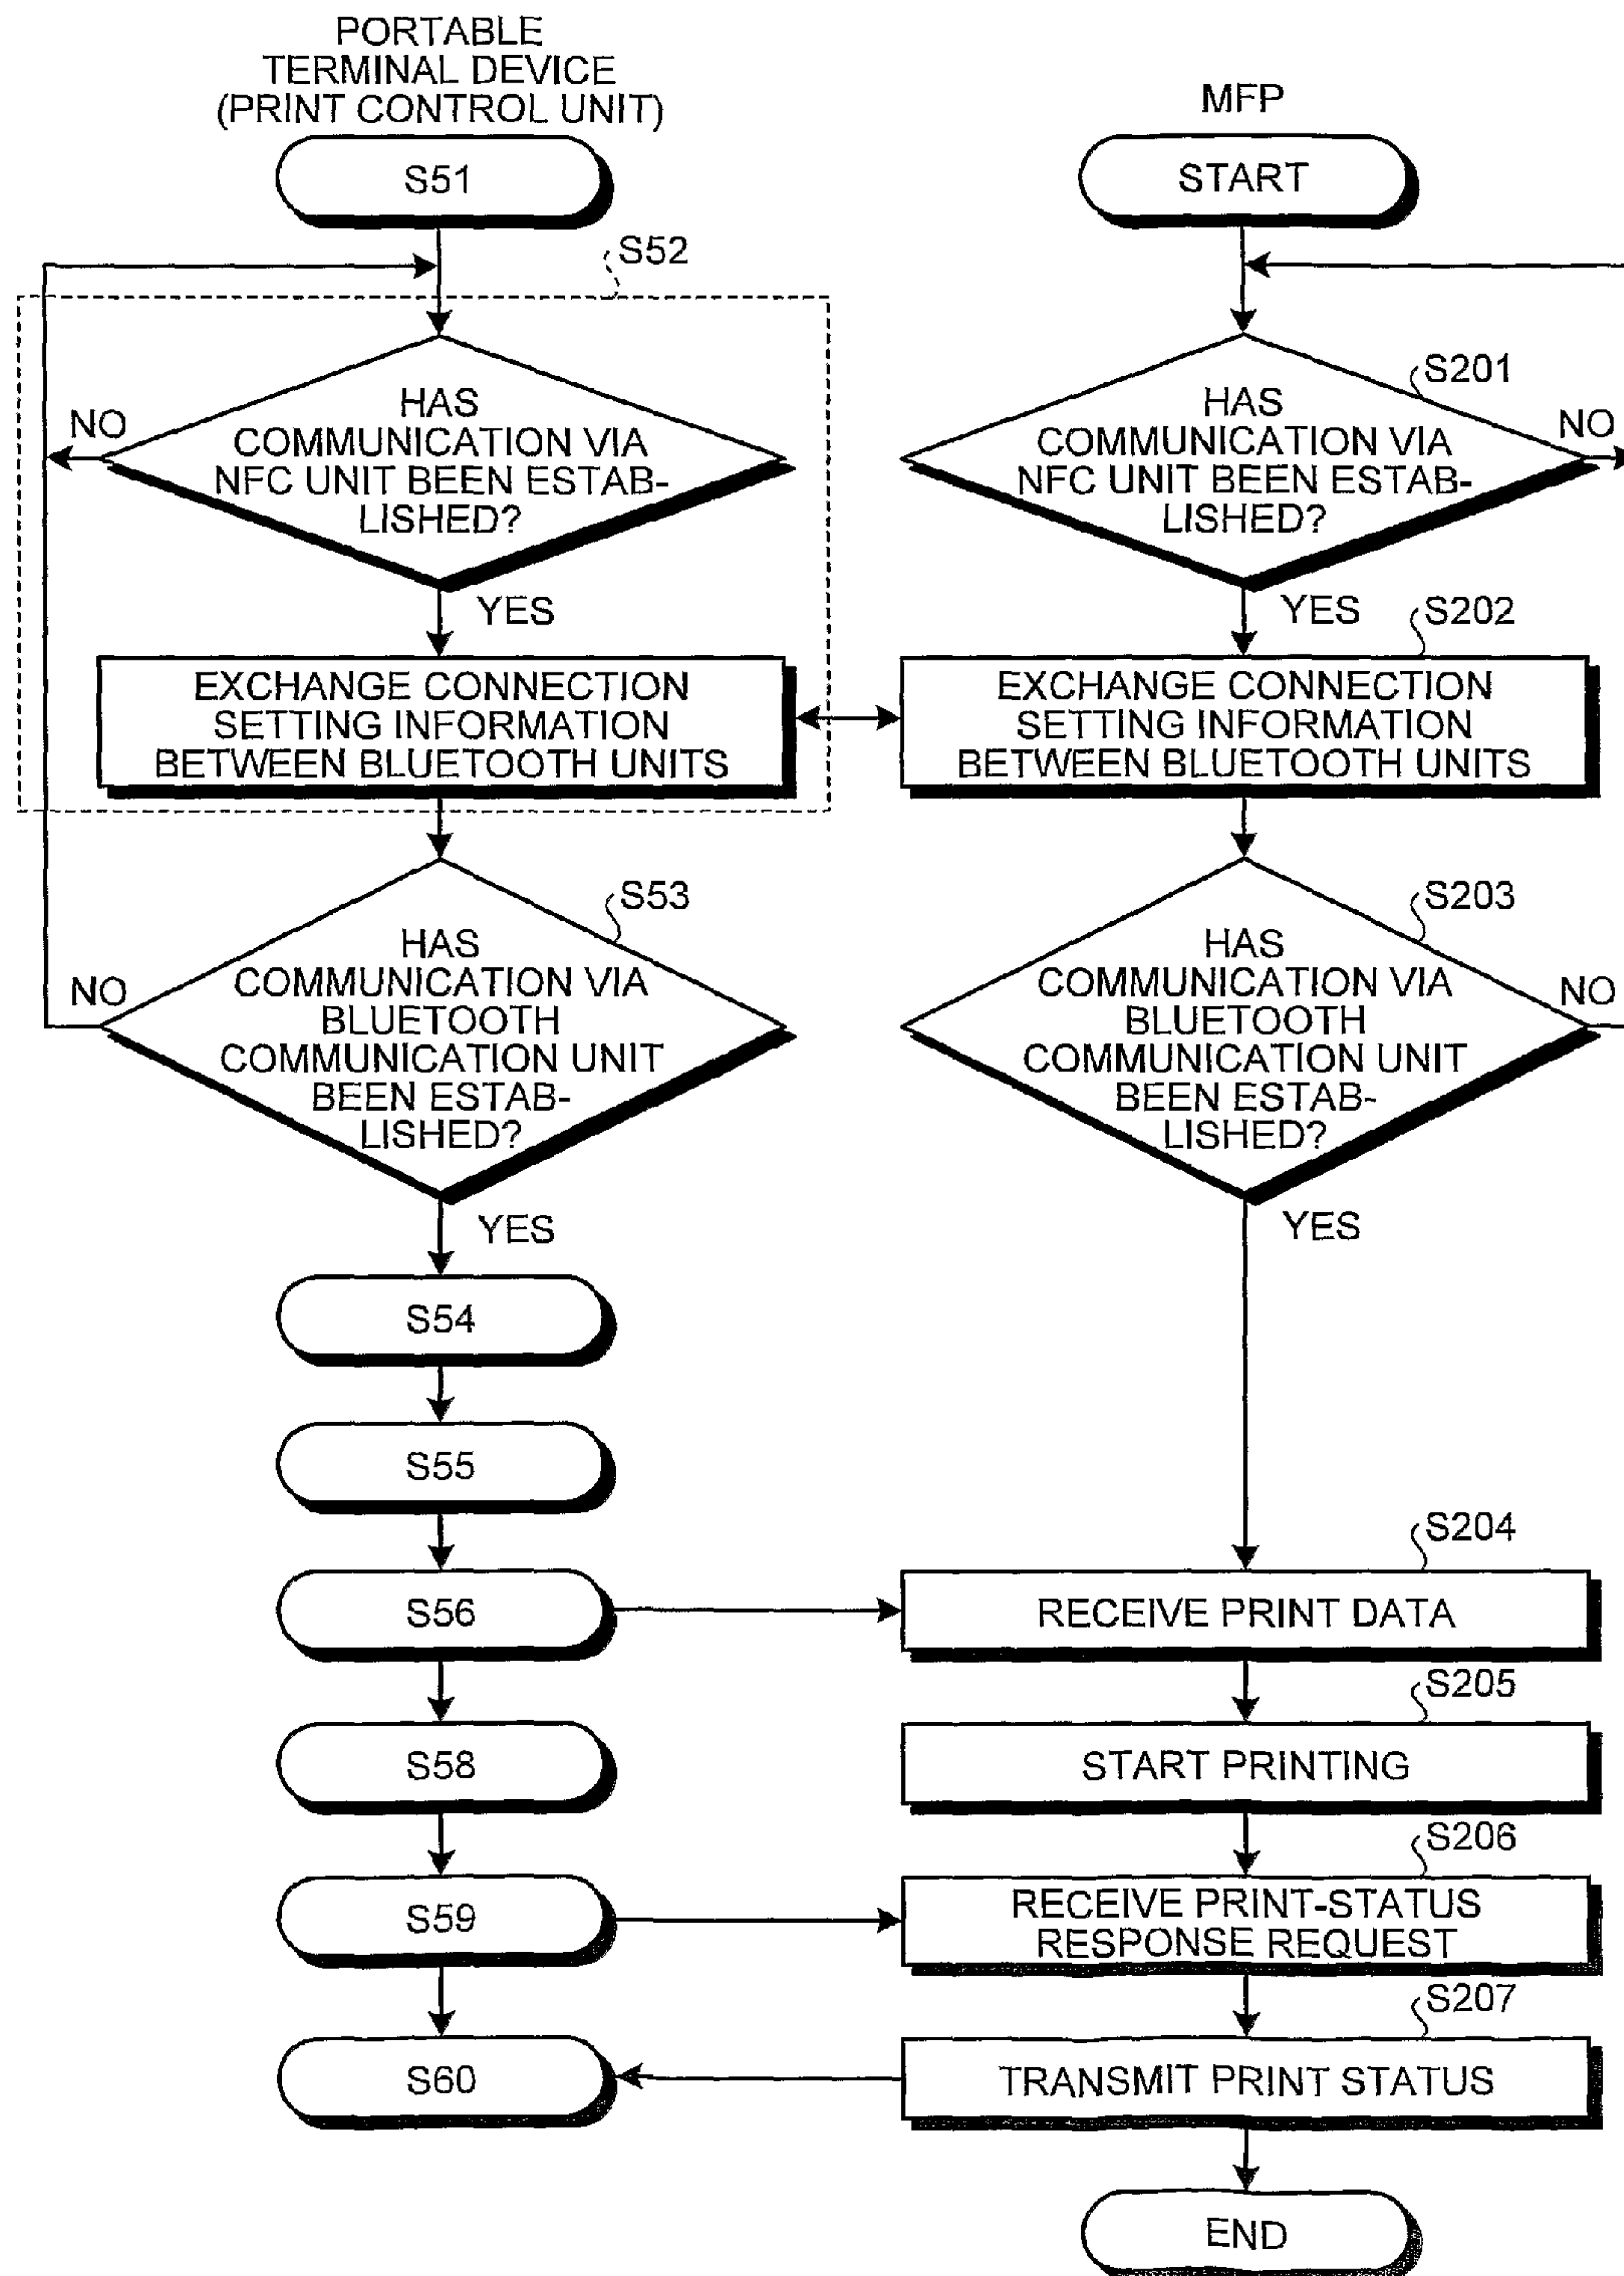 PORTABLE
TERMINAL DEVICE
(PRINT CONTROL UNIT)
MFP
S51
START
S52
HAS
COMMUNICATION VIA
NFC UNIT BEEN ESTAB-
LISHED?
NO
YES
S201
HAS
COMMUNICATION VIA
NFC UNIT BEEN ESTAB-
LISHED?
NO
YES
EXCHANGE CONNECTION
SETTING INFORMATION
BETWEEN BLUETOOTH UNITS
S202
EXCHANGE CONNECTION
SETTING INFORMATION
BETWEEN BLUETOOTH UNITS
S53
HAS
COMMUNICATION VIA
BLUETOOTH
COMMUNICATION UNIT
BEEN ESTAB-
LISHED?
NO
YES
S203
HAS
COMMUNICATION VIA
BLUETOOTH
COMMUNICATION UNIT
BEEN ESTAB-
LISHED?
NO
YES
S54
S55
S56
S204
RECEIVE PRINT DATA
S58
S205
START PRINTING
S59
S206
RECEIVE PRINT-STATUS
RESPONSE REQUEST
S60
S207
TRANSMIT PRINT STATUS
END